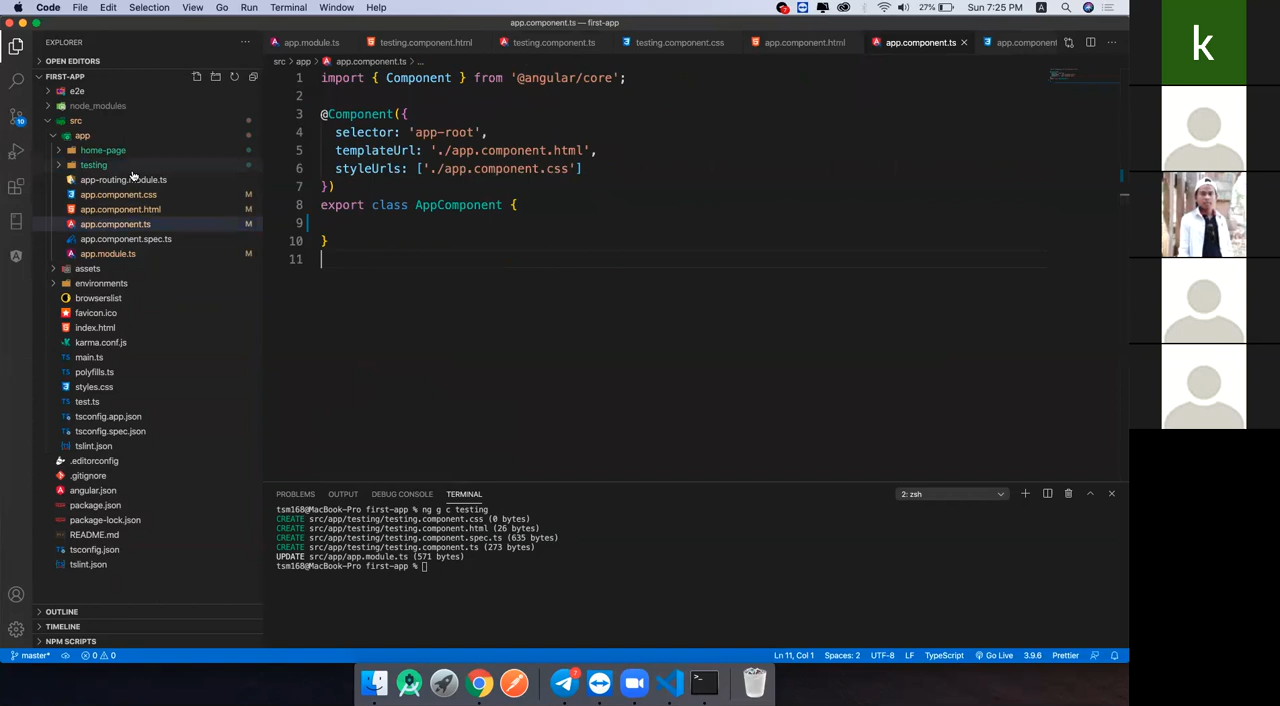 Code File Edit Selection View Go Run Terminal Window Help
27% Sun 7:25 PM
app.component.ts — first-app
EXPLORER
OPEN EDITORS
FIRST-APP
e2e
node_modules
src
app
home-page
testing
app-routing.module.ts
app.component.css M
app.component.html M
app.component.ts M
app.component.spec.ts
app.module.ts M
assets
environments
browserslist
favicon.ico
index.html
karma.conf.js
TS main.ts
TS polyfills.ts
styles.css
TS test.ts
tsconfig.app.json
tsconfig.spec.json
tslint.json
.editorconfig
.gitignore
angular.json
package.json
package-lock.json
README.md
tsconfig.json
tslint.json
OUTLINE
TIMELINE
NPM SCRIPTS
10
app.module.ts testing.component.html testing.component.ts testing.component.css app.component.html app.component.ts app.component
src › app › app.component.ts › ...
1 import { Component } from '@angular/core';
2
3 @Component({
4 selector: 'app-root',
5 templateUrl: './app.component.html',
6 styleUrls: ['./app.component.css']
7 })
8 export class AppComponent {
9
10 }
11
PROBLEMS OUTPUT DEBUG CONSOLE TERMINAL 2: zsh
tsm168@MacBook-Pro first-app % ng g c testing
CREATE src/app/testing/testing.component.css (0 bytes)
CREATE src/app/testing/testing.component.html (26 bytes)
CREATE src/app/testing/testing.component.spec.ts (635 bytes)
CREATE src/app/testing/testing.component.ts (273 bytes)
UPDATE src/app/app.module.ts (571 bytes)
tsm168@MacBook-Pro first-app %
master* 0 0 Ln 11, Col 1 Spaces: 2 UTF-8 LF TypeScript Go Live 3.9.6 Prettier
k